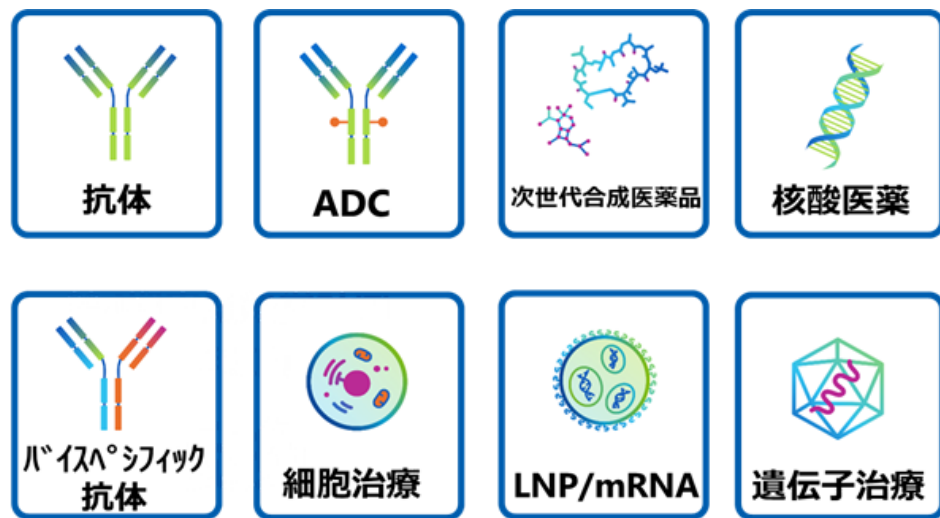 抗体
ADC
次世代合成医薬品
核酸医薬
バイスペシフィック
抗体
細胞治療
LNP/mRNA
遺伝子治療